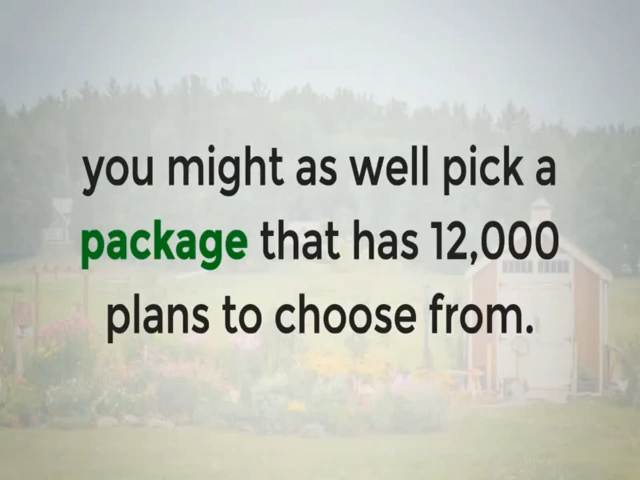 you might as well pick a
package that has 12,000
plans to choose from.